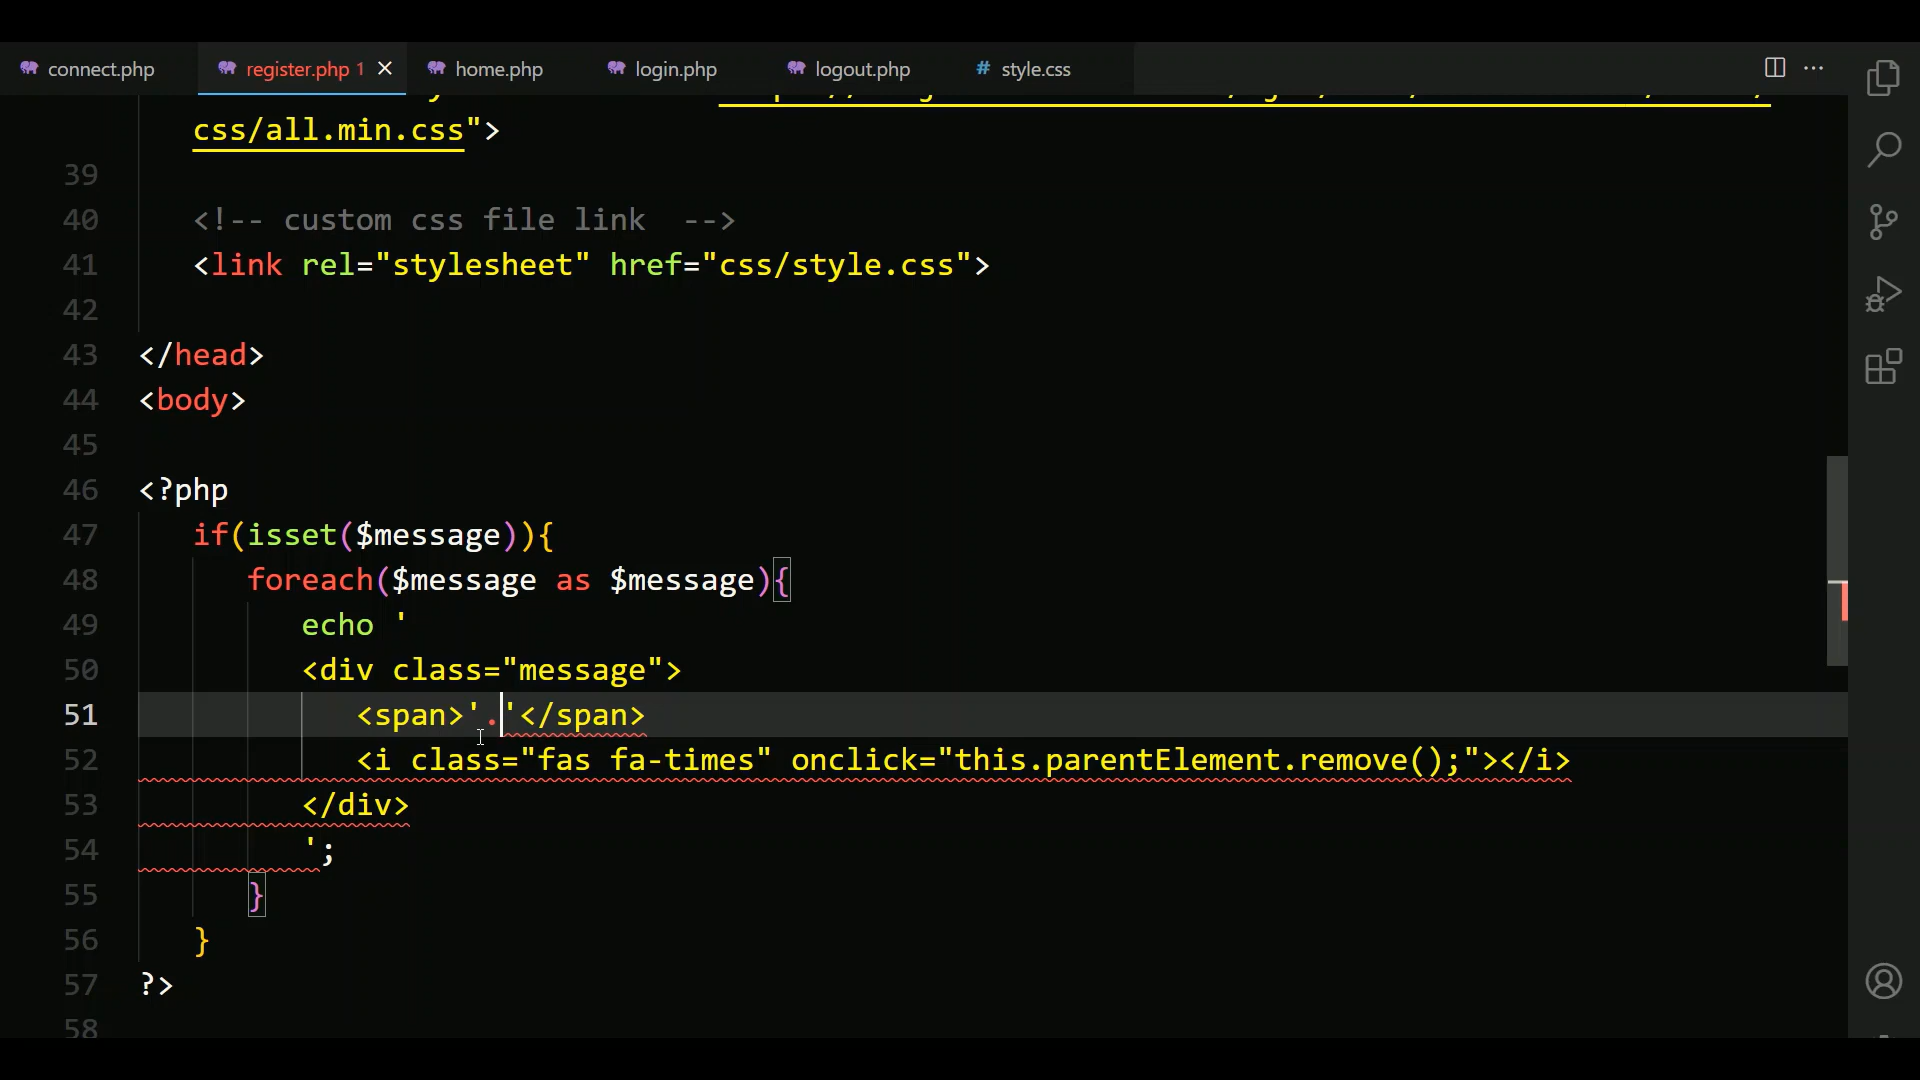 connect.php register.php 1 home.php login.php logout.php # style.css
css/all.min.css">
39
40 <!-- custom css file link  -->
41 <link rel="stylesheet" href="css/style.css">
42
43 </head>
44 <body>
45
46 <?php
47 if(isset($message)){
48 foreach($message as $message){
49 echo '
50 <div class="message">
51 <span>'.'</span>
52 <i class="fas fa-times" onclick="this.parentElement.remove();"></i>
53 </div>
54 ';
55 }
56 }
57 ?>
58